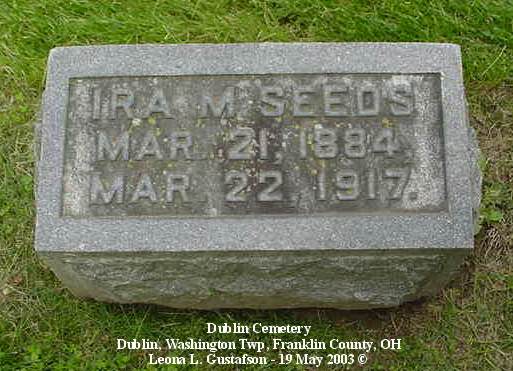 IRA M. SEEDS
MAR. 21, 1884,
MAR. 22, 1917.
Dublin Cemetery
Dublin, Washington Twp, Franklin County, OH
Leona L. Gustafson - 19 May 2003 ©